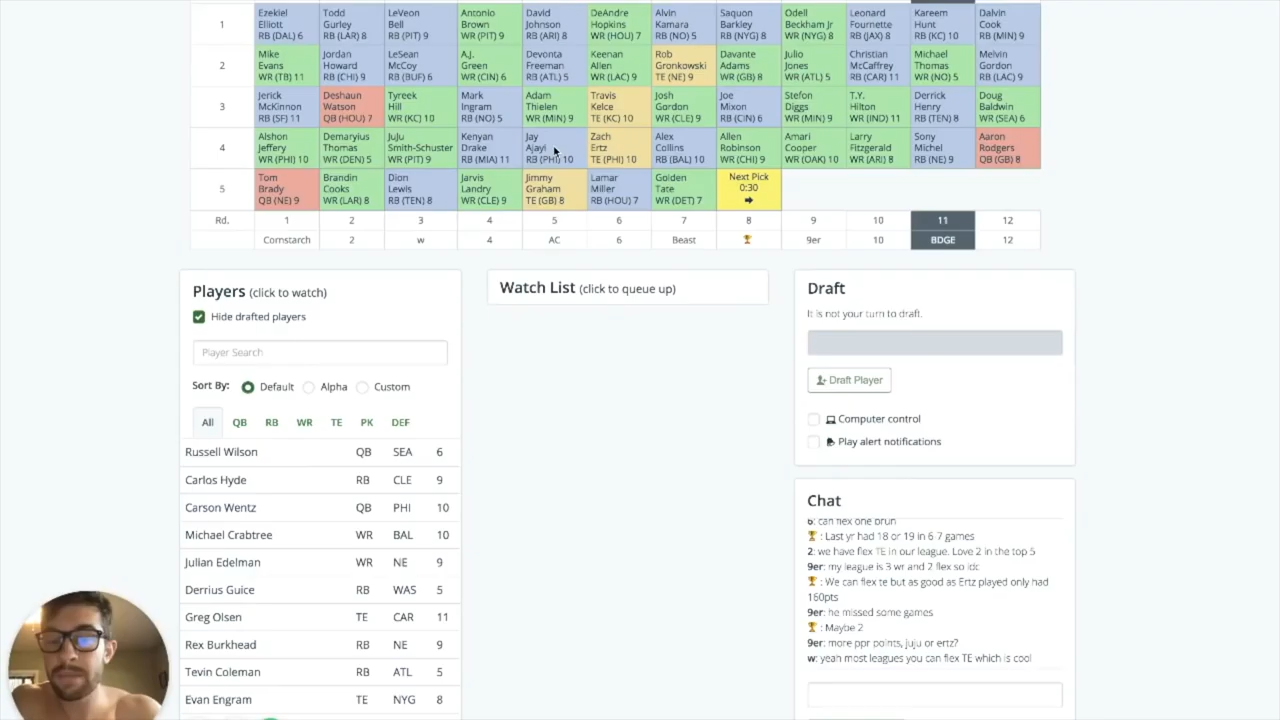 1
Ezekiel Elliott RB (DAL) 6
Todd Gurley RB (LAR) 8
LeVeon Bell RB (PIT) 9
Antonio Brown WR (PIT) 9
David Johnson RB (ARI) 8
DeAndre Hopkins WR (HOU) 7
Alvin Kamara RB (NO) 5
Saquon Barkley RB (NYG) 8
Odell Beckham Jr WR (NYG) 8
Leonard Fournette RB (JAX) 8
Kareem Hunt RB (KC) 10
Dalvin Cook RB (MIN) 9
2
Mike Evans WR (TB) 11
Jordan Howard RB (CHI) 9
LeSean McCoy RB (BUF) 6
A.J. Green WR (CIN) 6
Devonta Freeman RB (ATL) 5
Keenan Allen WR (LAC) 9
Rob Gronkowski TE (NE) 9
Davante Adams WR (GB) 8
Julio Jones WR (ATL) 5
Christian McCaffrey RB (CAR) 11
Michael Thomas WR (NO) 5
Melvin Gordon RB (LAC) 9
3
Jerick McKinnon RB (SF) 11
Deshaun Watson QB (HOU) 7
Tyreek Hill WR (KC) 10
Mark Ingram RB (NO) 5
Adam Thielen WR (MIN) 9
Travis Kelce TE (KC) 10
Josh Gordon WR (CLE) 9
Joe Mixon RB (CIN) 6
Stefon Diggs WR (MIN) 9
T.Y. Hilton WR (IND) 11
Derrick Henry RB (TEN) 8
Doug Baldwin WR (SEA) 6
4
Alshon Jeffery WR (PHI) 10
Demaryius Thomas WR (DEN) 5
JuJu Smith-Schuster WR (PIT) 9
Kenyan Drake RB (MIA) 11
Jay Ajayi RB (PHI) 10
Zach Ertz TE (PHI) 10
Alex Collins RB (BAL) 10
Allen Robinson WR (CHI) 9
Amari Cooper WR (OAK) 10
Larry Fitzgerald WR (ARI) 8
Sony Michel RB (NE) 9
Aaron Rodgers QB (GB) 8
5
Tom Brady QB (NE) 9
Brandin Cooks WR (LAR) 8
Dion Lewis RB (TEN) 8
Jarvis Landry WR (CLE) 9
Jimmy Graham TE (GB) 8
Lamar Miller RB (HOU) 7
Golden Tate WR (DET) 7
Next Pick 0:30
Rd. 1 2 3 4 5 6 7 8 9 10 11 12
Cornstarch 2 w 4 AC 6 Beast 🏆 9er 10 BDGE 12
Players (click to watch)
Hide drafted players
Player Search
Sort By: Default Alpha Custom
All QB RB WR TE PK DEF
Russell Wilson QB SEA 6
Carlos Hyde RB CLE 9
Carson Wentz QB PHI 10
Michael Crabtree WR BAL 10
Julian Edelman WR NE 9
Derrius Guice RB WAS 5
Greg Olsen TE CAR 11
Rex Burkhead RB NE 9
Tevin Coleman RB ATL 5
Evan Engram TE NYG 8
Watch List (click to queue up)
Draft
It is not your turn to draft.
Draft Player
Computer control
Play alert notifications
Chat
6: can flex one brun
🏆 : Last yr had 18 or 19 in 6 7 games
2: we have flex TE in our league. Love 2 in the top 5
9er: my league is 3 wr and 2 flex so idc
🏆 : We can flex te but as good as Ertz played only had
160pts
9er: he missed some games
🏆 : Maybe 2
9er: more ppr points, juju or ertz?
w: yeah most leagues you can flex TE which is cool